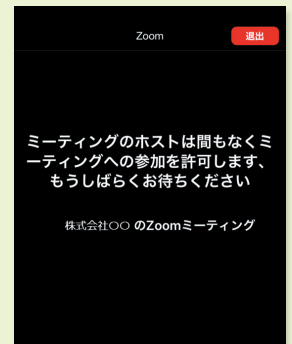 Zoom
退出
ミーティングのホストは間もなくミ
ーティングへの参加を許可します、
もうしばらくお待ちください
株式会社〇〇 のZoomミーティング